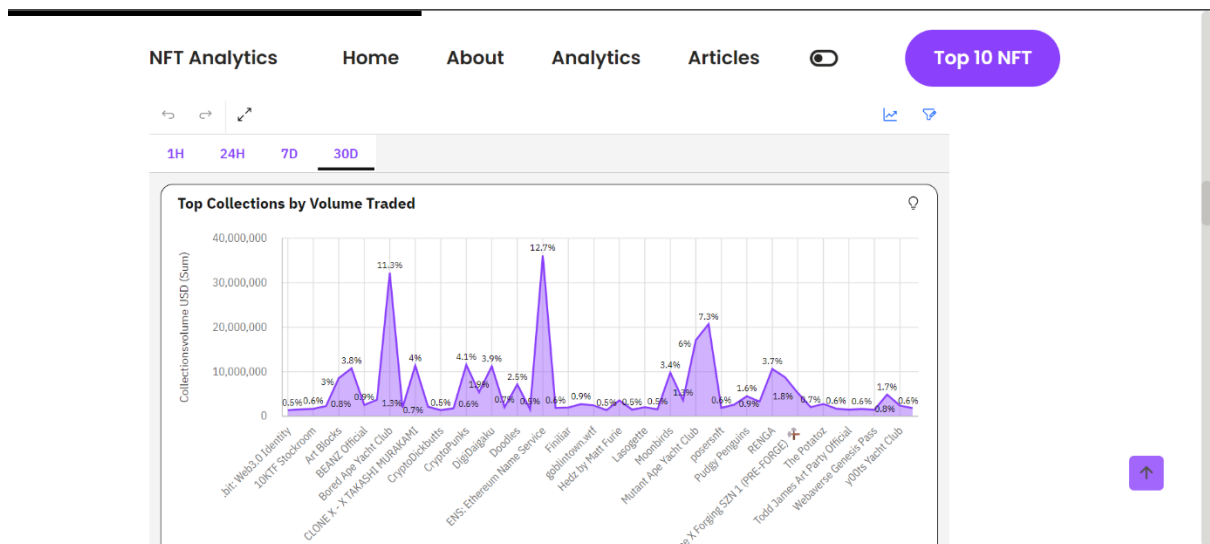 NFT Analytics Home About Analytics Articles Top 10 NFT
1H 24H 7D 30D
Top Collections by Volume Traded
Collectionsvolume USD (Sum)
40,000,000
30,000,000
20,000,000
10,000,000
0
0.5%
0.6%
3%
0.8%
3.8%
0.9%
11.3%
1.3%
4%
0.7%
0.5%
0.6%
4.1%
1.9%
3.9%
0.7%
2.5%
0.5%
12.7%
0.6%
0.9%
0.5%
0.5%
0.5%
3.4%
1.3%
6%
7.3%
0.6%
1.6%
0.9%
3.7%
1.8%
0.7%
0.6%
0.6%
1.7%
0.8%
0.6%
.bit: Web3.0 Identity
10KTF Stockroom
Art Blocks
BEANZ Official
Bored Ape Yacht Club
CLONE X - X TAKASHI MURAKAMI
CryptoDickbutts
CryptoPunks
DigiDaigaku
Doodles
ENS: Ethereum Name Service
Finiliar
goblintown.wtf
Hedz by Matt Furie
Lasogette
Moonbirds
Mutant Ape Yacht Club
posersnft
Pudgy Penguins
RENGA
X Forging SZN 1 (PRE-FORGE)
The Potatoz
Todd James Art Party Official
Webaverse Genesis Pass
y00ts Yacht Club